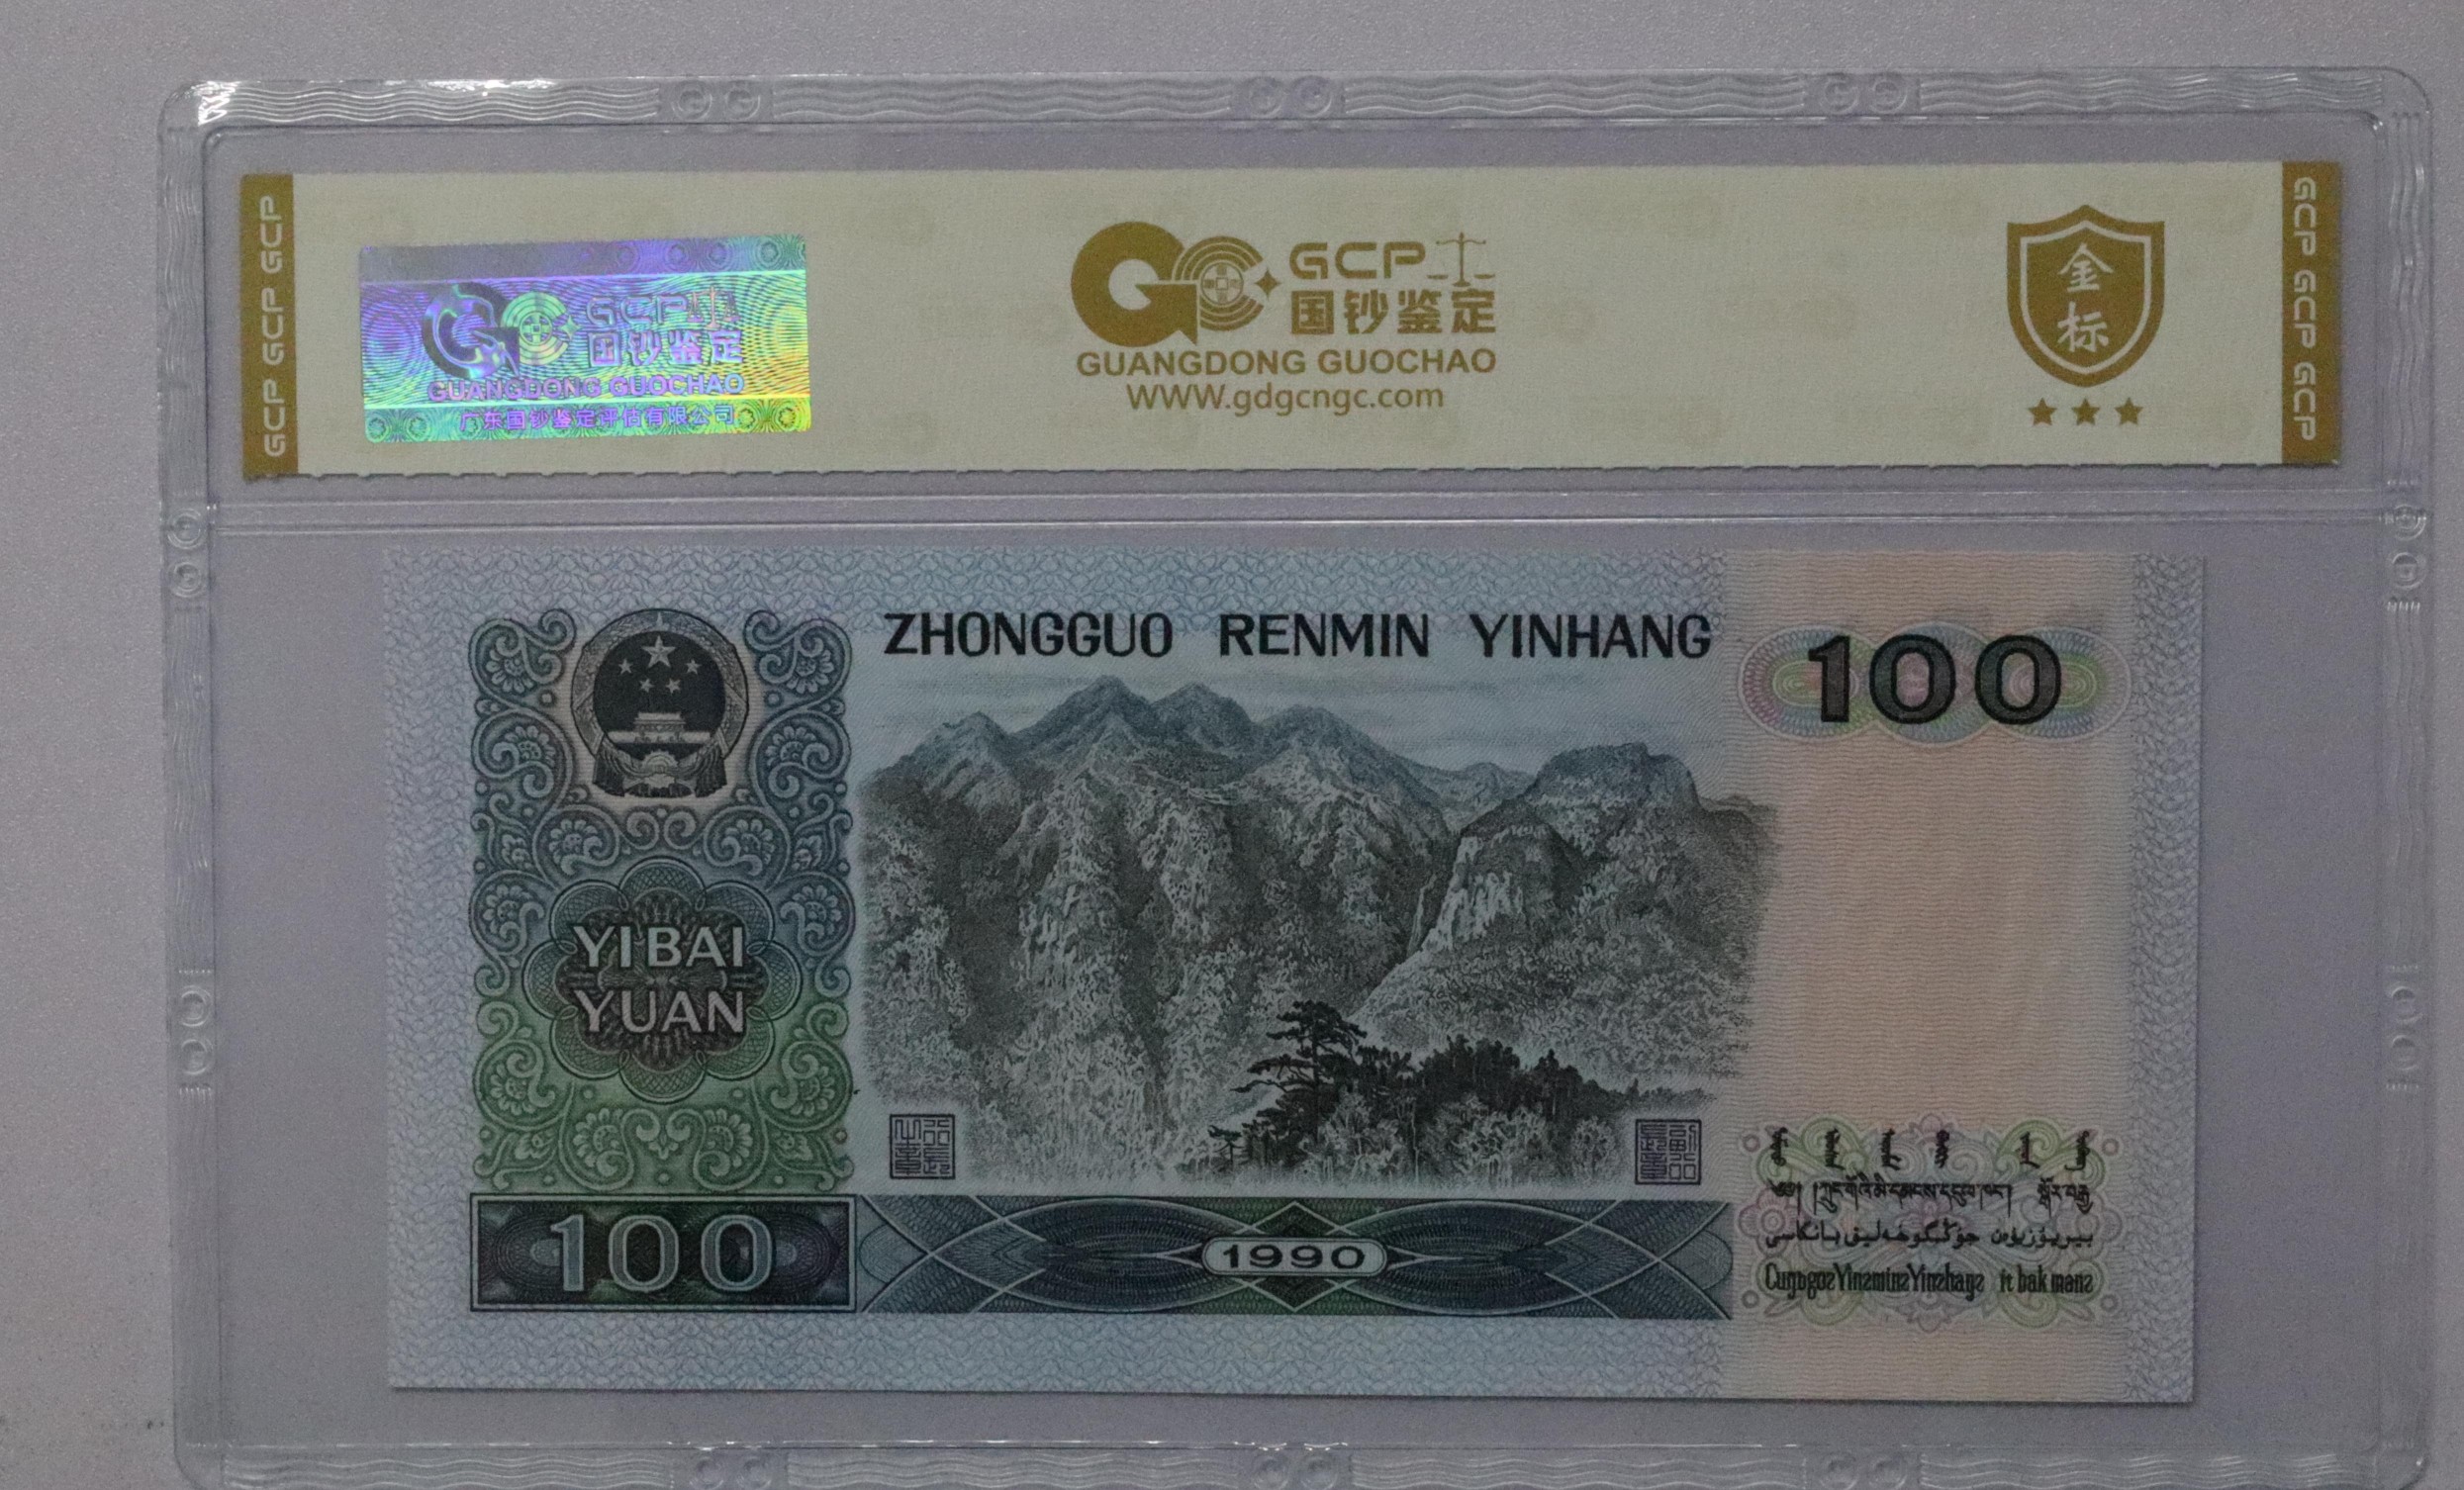 GCP GCP GCP
GCP
国钞鉴定
GUANGDONG GUOCHAO
广东国钞鉴定评估有限公司
GCP
国钞鉴定
GUANGDONG GUOCHAO
WWW.gdgcngc.com
金
标
GCP GCP GCP
ZHONGGUO RENMIN YINHANG
100
YI BAI
YUAN
100
1990